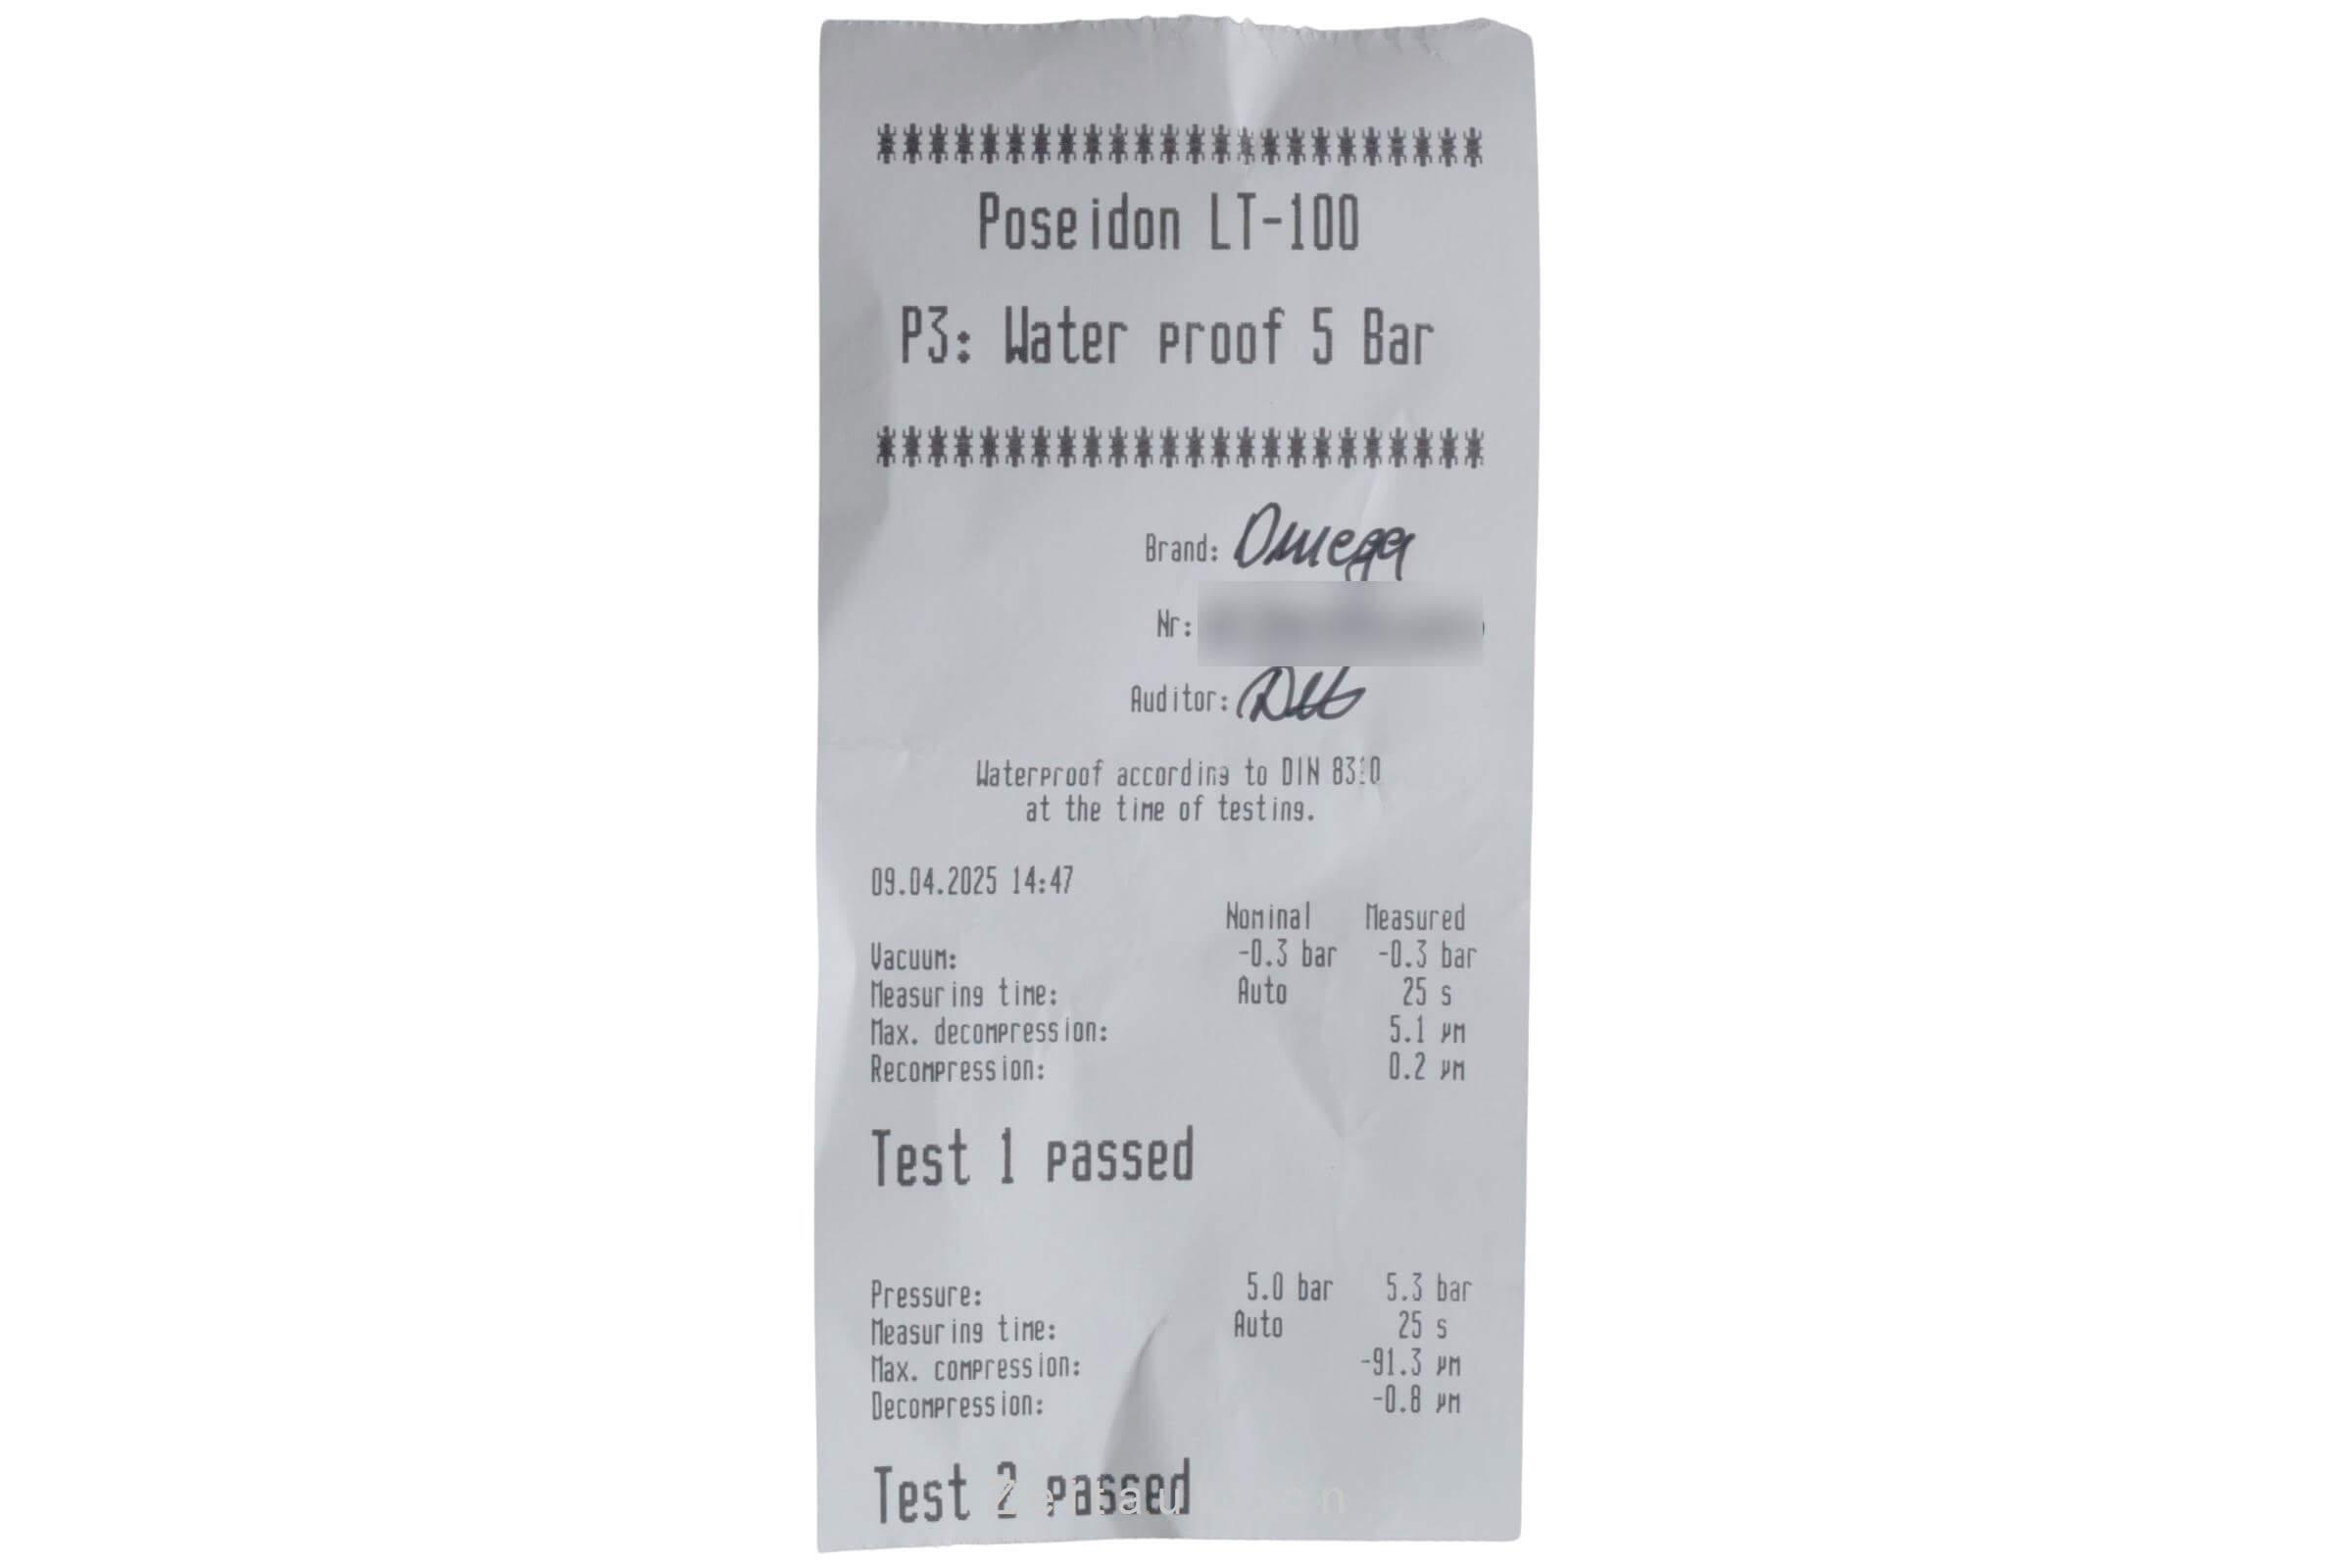 ************************
Poseidon LT-100
P3: Water proof 5 Bar
************************
Brand: Omega
Nr:
Auditor:
Waterproof according to DIN 8310
at the time of testing.
09.04.2025 14:47
Nominal Measured
Vacuum: -0.3 bar -0.3 bar
Measuring time: Auto 25 s
Max. decompression: 5.1 µm
Recompression: 0.2 µm
Test 1 passed
Pressure: 5.0 bar 5.3 bar
Measuring time: Auto 25 s
Max. compression: -91.3 µm
Decompression: -0.8 µm
Test 2 passed